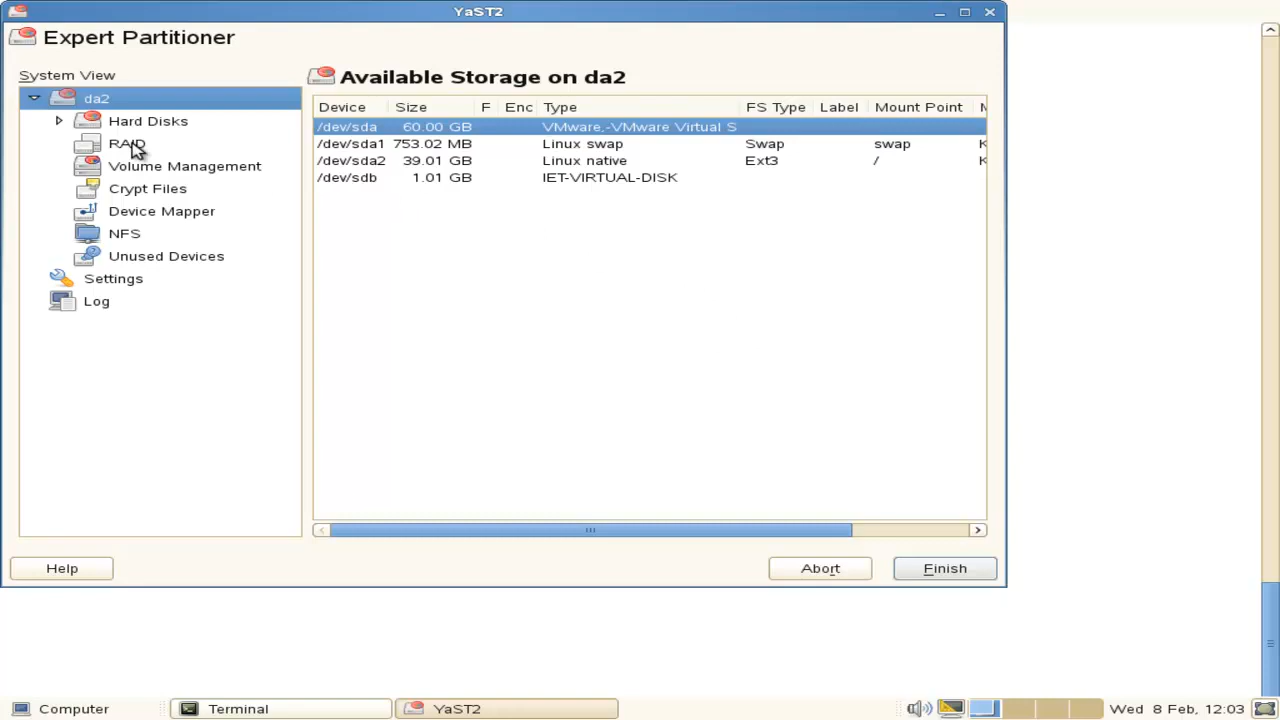 YaST2
Expert Partitioner
System View
da2
Hard Disks
RAID
Volume Management
Crypt Files
Device Mapper
NFS
Unused Devices
Settings
Log
Available Storage on da2
Device Size F Enc Type FS Type Label Mount Point M
/dev/sda 60.00 GB VMware,-VMware Virtual S
/dev/sda1 753.02 MB Linux swap Swap swap K
/dev/sda2 39.01 GB Linux native Ext3 / K
/dev/sdb 1.01 GB IET-VIRTUAL-DISK
Help Abort Finish
Computer Terminal YaST2 Wed 8 Feb, 12:03